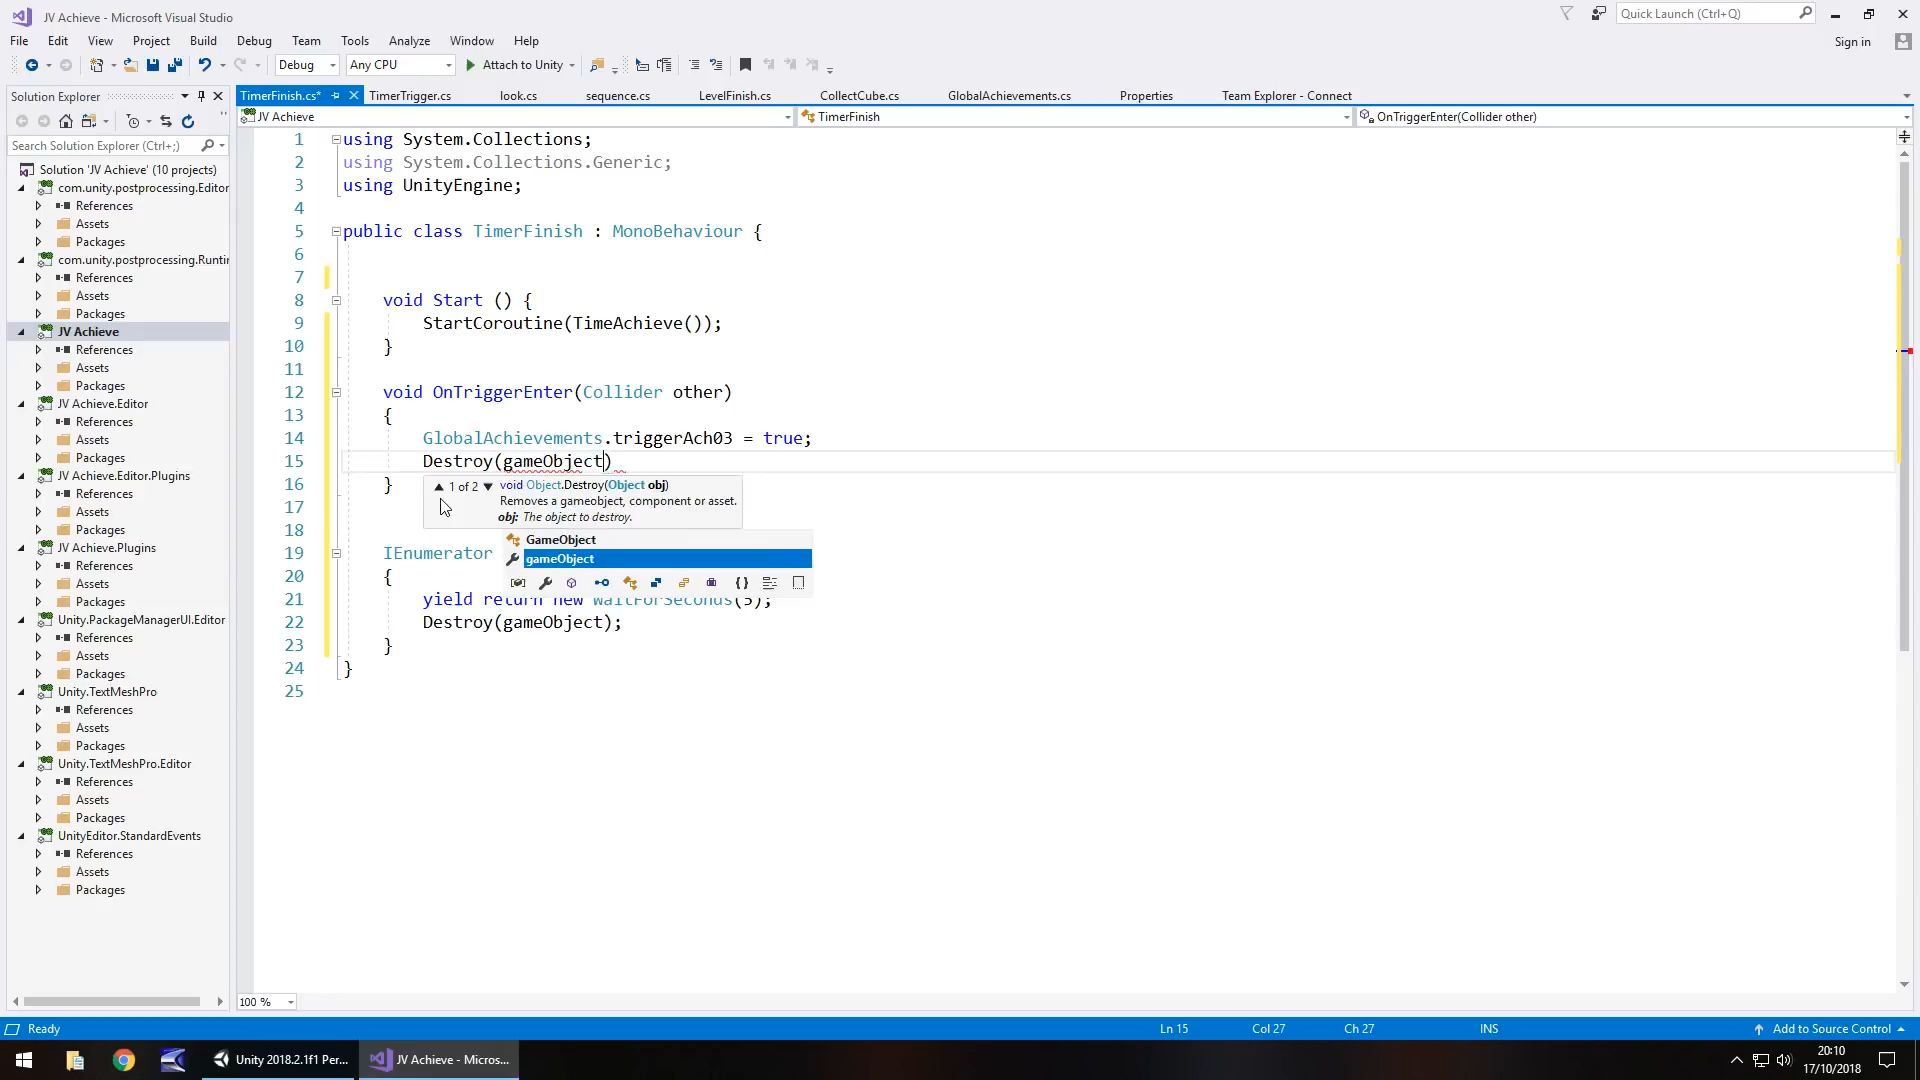 JV Achieve - Microsoft Visual Studio
Quick Launch (Ctrl+Q)
File Edit View Project Build Debug Team Tools Analyze Window Help
Sign in
Debug Any CPU Attach to Unity
Solution Explorer
TimerFinish.cs* TimerTrigger.cs look.cs sequence.cs LevelFinish.cs CollectCube.cs GlobalAchievements.cs Properties Team Explorer - Connect
JV Achieve TimerFinish OnTriggerEnter(Collider other)
Search Solution Explorer (Ctrl+;)
Solution 'JV Achieve' (10 projects)
com.unity.postprocessing.Editor
References
Assets
Packages
com.unity.postprocessing.Runtin
References
Assets
Packages
JV Achieve
References
Assets
Packages
JV Achieve.Editor
References
Assets
Packages
JV Achieve.Editor.Plugins
References
Assets
Packages
JV Achieve.Plugins
References
Assets
Packages
Unity.PackageManagerUI.Editor
References
Assets
Packages
Unity.TextMeshPro
References
Assets
Packages
Unity.TextMeshPro.Editor
References
Assets
Packages
UnityEditor.StandardEvents
References
Assets
Packages
1 using System.Collections;
2 using System.Collections.Generic;
3 using UnityEngine;
4
5 public class TimerFinish : MonoBehaviour {
6
7
8 void Start () {
9 StartCoroutine(TimeAchieve());
10 }
11
12 void OnTriggerEnter(Collider other)
13 {
14 GlobalAchievements.triggerAch03 = true;
15 Destroy(gameObject)
16 }
1 of 2 void Object.Destroy(Object obj)
Removes a gameobject, component or asset.
obj: The object to destroy.
17
18
GameObject
gameObject
19 IEnumerator
20 {
21 yield return new WaitForSeconds(5);
22 Destroy(gameObject);
23 }
24 }
25
100 %
Ready Ln 15 Col 27 Ch 27 INS Add to Source Control
Unity 2018.2.1f1 Per... JV Achieve - Micros...
20:10
17/10/2018